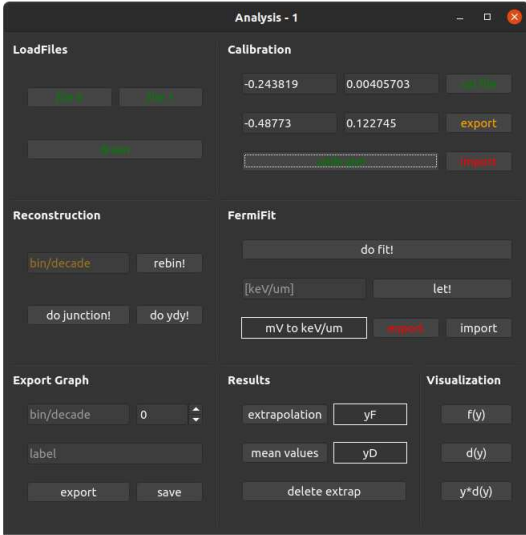 Analysis - 1
LoadFiles
Calibration
-0.243819 0.00405703
-0.48773 0.122745 export
import
Reconstruction
FermiFit
do fit!
bin/decade rebin!
[keV/um] let!
do junction! do ydy!
mV to keV/um export import
Export Graph
Results
Visualization
bin/decade 0
extrapolation yF f(y)
label
mean values yD d(y)
export save
delete extrap y*d(y)